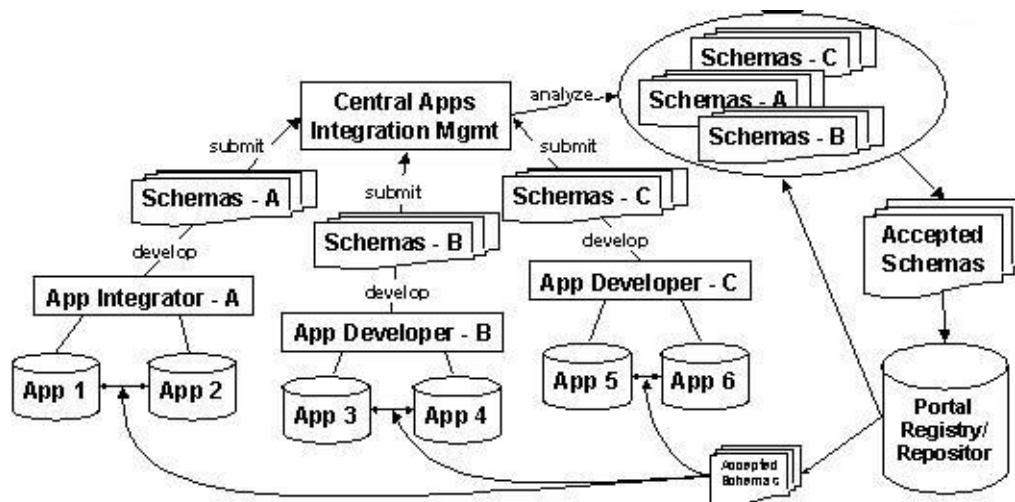 Schemas - C
Schemas - A
Schemas - B
analyze
Central Apps
Integration Mgmt
submit
submit
submit
Schemas - A
Schemas - B
Schemas - C
Accepted
Schemas
develop
develop
develop
App Integrator - A
App Developer - B
App Developer - C
App 1
App 2
App 3
App 4
App 5
App 6
Portal
Registry/
Repositor
Accepted